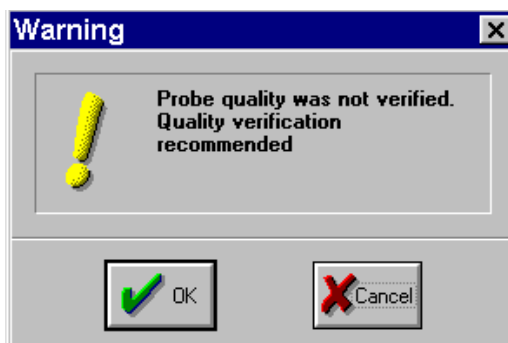 Warning
Probe quality was not verified.
Quality verification
recommended
OK
Cancel